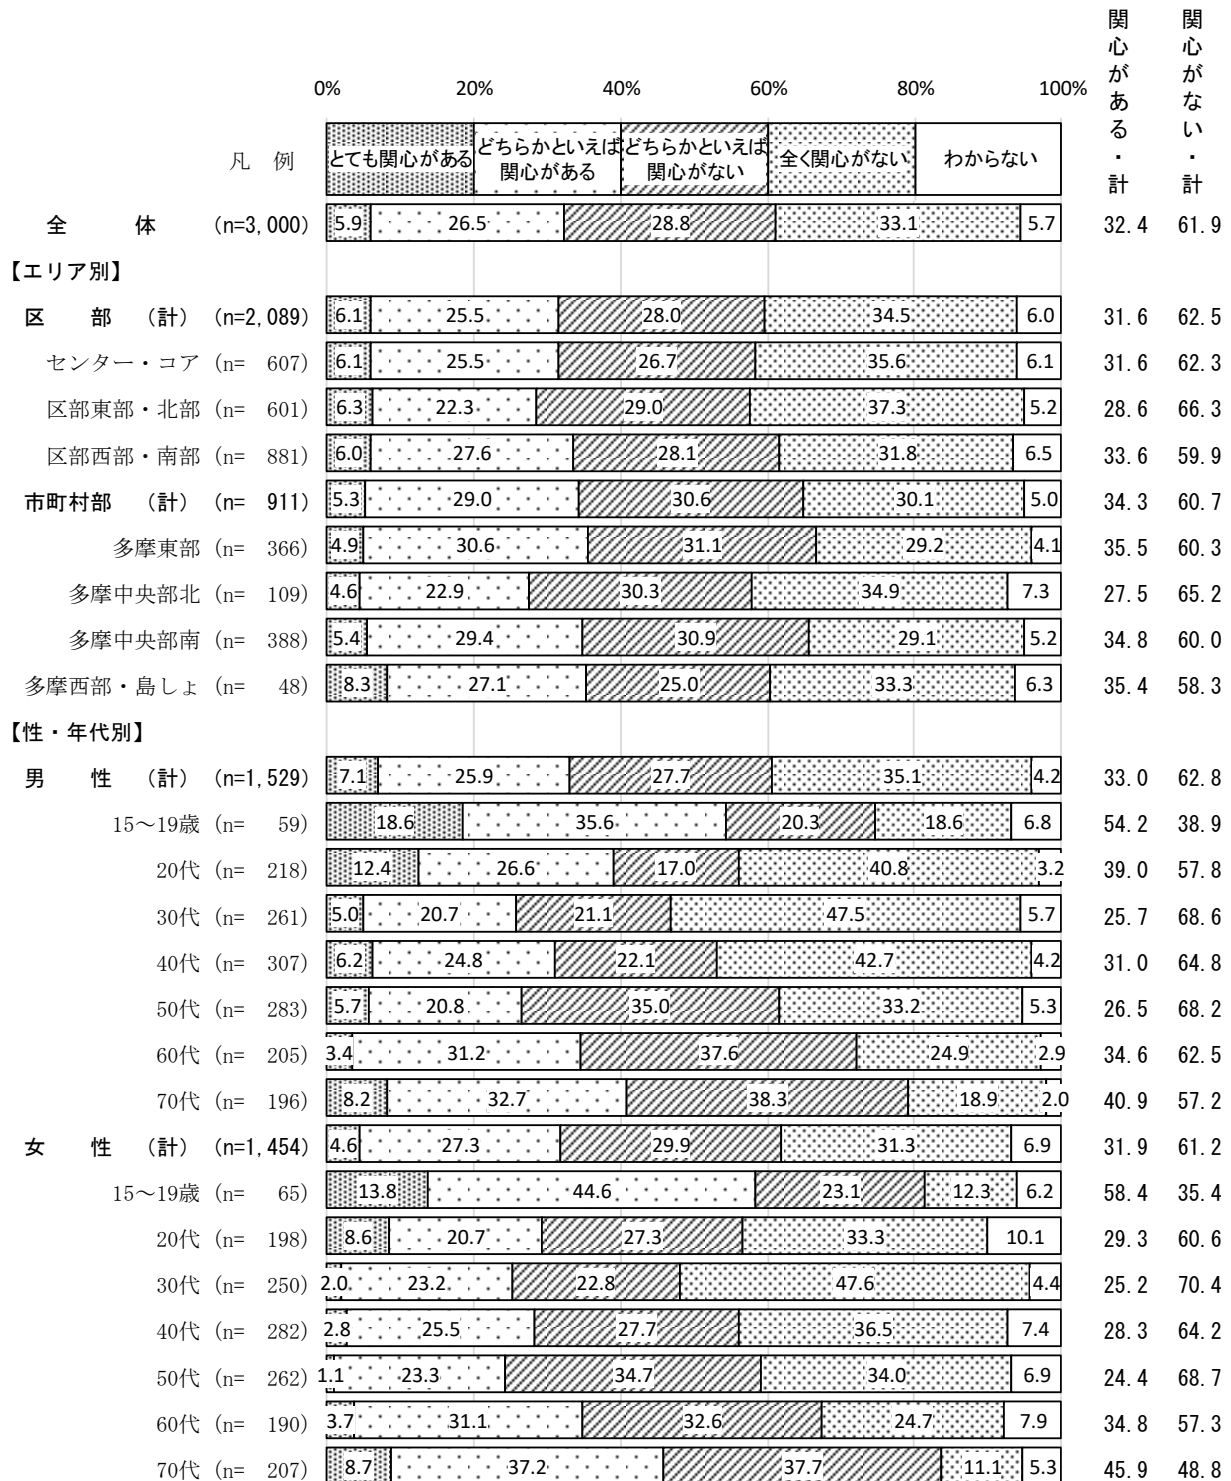 関心がある・計 関心がない・計
0% 20% 40% 60% 80% 100%
凡 例 とても関心がある どちらかといえば関心がある どちらかといえば関心がない 全く関心がない わからない
全 体 (n=3,000) 5.9 26.5 28.8 33.1 5.7 32.4 61.9
【エリア別】
区 部 (計) (n=2,089) 6.1 25.5 28.0 34.5 6.0 31.6 62.5
センター・コア (n= 607) 6.1 25.5 26.7 35.6 6.1 31.6 62.3
区部東部・北部 (n= 601) 6.3 22.3 29.0 37.3 5.2 28.6 66.3
区部西部・南部 (n= 881) 6.0 27.6 28.1 31.8 6.5 33.6 59.9
市町村部 (計) (n= 911) 5.3 29.0 30.6 30.1 5.0 34.3 60.7
多摩東部 (n= 366) 4.9 30.6 31.1 29.2 4.1 35.5 60.3
多摩中央部北 (n= 109) 4.6 22.9 30.3 34.9 7.3 27.5 65.2
多摩中央部南 (n= 388) 5.4 29.4 30.9 29.1 5.2 34.8 60.0
多摩西部・島しょ (n= 48) 8.3 27.1 25.0 33.3 6.3 35.4 58.3
【性・年代別】
男 性 (計) (n=1,529) 7.1 25.9 27.7 35.1 4.2 33.0 62.8
15～19歳 (n= 59) 18.6 35.6 20.3 18.6 6.8 54.2 38.9
20代 (n= 218) 12.4 26.6 17.0 40.8 3.2 39.0 57.8
30代 (n= 261) 5.0 20.7 21.1 47.5 5.7 25.7 68.6
40代 (n= 307) 6.2 24.8 22.1 42.7 4.2 31.0 64.8
50代 (n= 283) 5.7 20.8 35.0 33.2 5.3 26.5 68.2
60代 (n= 205) 3.4 31.2 37.6 24.9 2.9 34.6 62.5
70代 (n= 196) 8.2 32.7 38.3 18.9 2.0 40.9 57.2
女 性 (計) (n=1,454) 4.6 27.3 29.9 31.3 6.9 31.9 61.2
15～19歳 (n= 65) 13.8 44.6 23.1 12.3 6.2 58.4 35.4
20代 (n= 198) 8.6 20.7 27.3 33.3 10.1 29.3 60.6
30代 (n= 250) 2.0 23.2 22.8 47.6 4.4 25.2 70.4
40代 (n= 282) 2.8 25.5 27.7 36.5 7.4 28.3 64.2
50代 (n= 262) 1.1 23.3 34.7 34.0 6.9 24.4 68.7
60代 (n= 190) 3.7 31.1 32.6 24.7 7.9 34.8 57.3
70代 (n= 207) 8.7 37.2 37.7 11.1 5.3 45.9 48.8